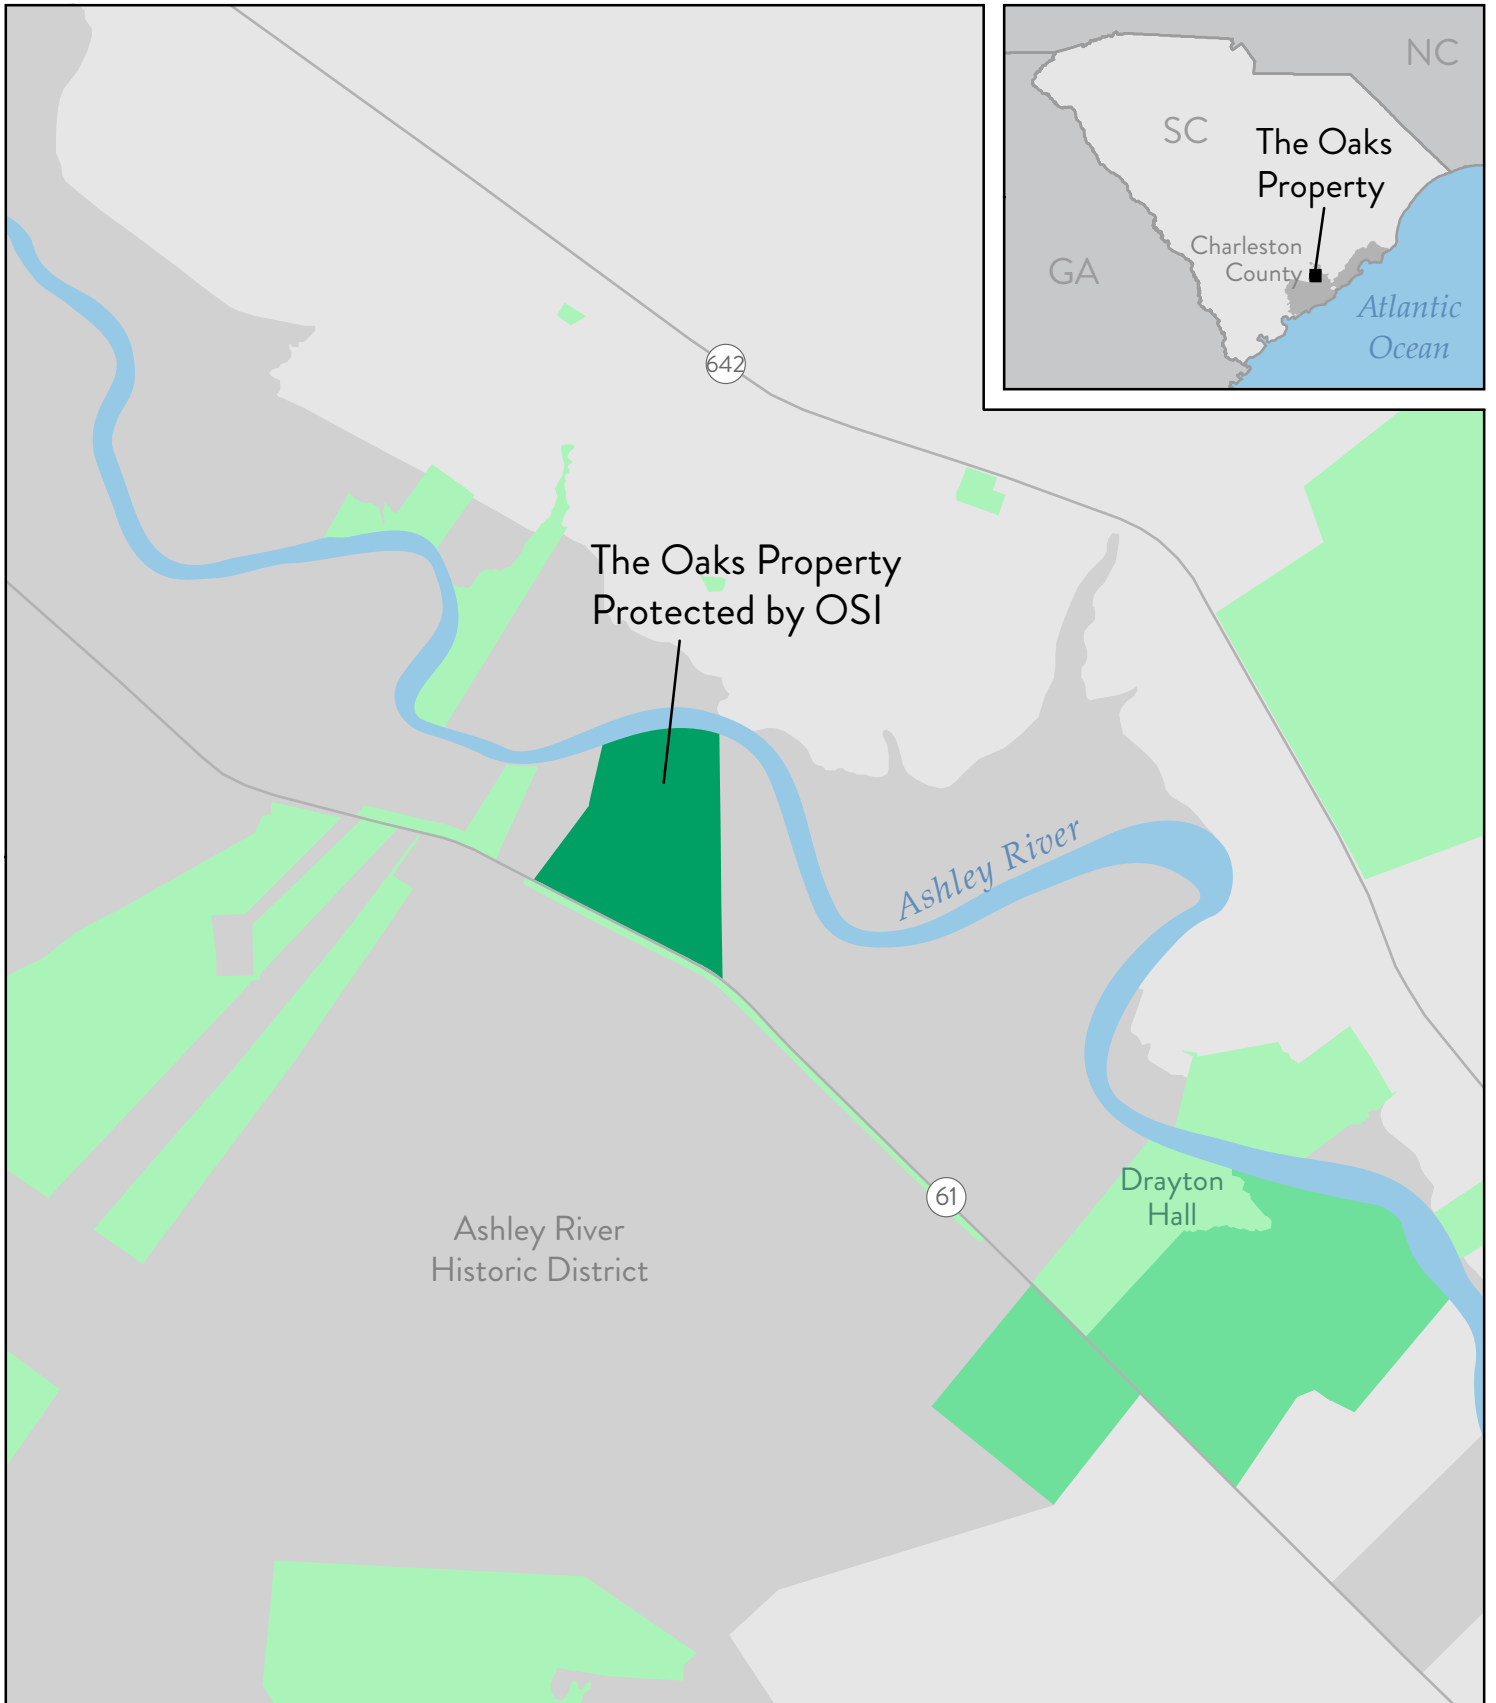 NC
SC
The Oaks
Property
Charleston
County
GA
Atlantic
Ocean
642
The Oaks Property
Protected by OSI
Ashley River
Drayton
Hall
61
Ashley River
Historic District